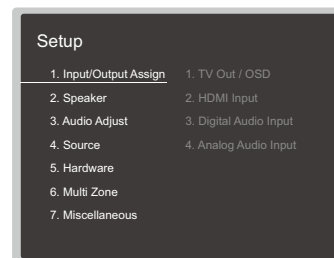 Setup
1. Input/Output Assign
2. Speaker
3. Audio Adjust
4. Source
5. Hardware
6. Multi Zone
7. Miscellaneous
1. TV Out / OSD
2. HDMI Input
3. Digital Audio Input
4. Analog Audio Input